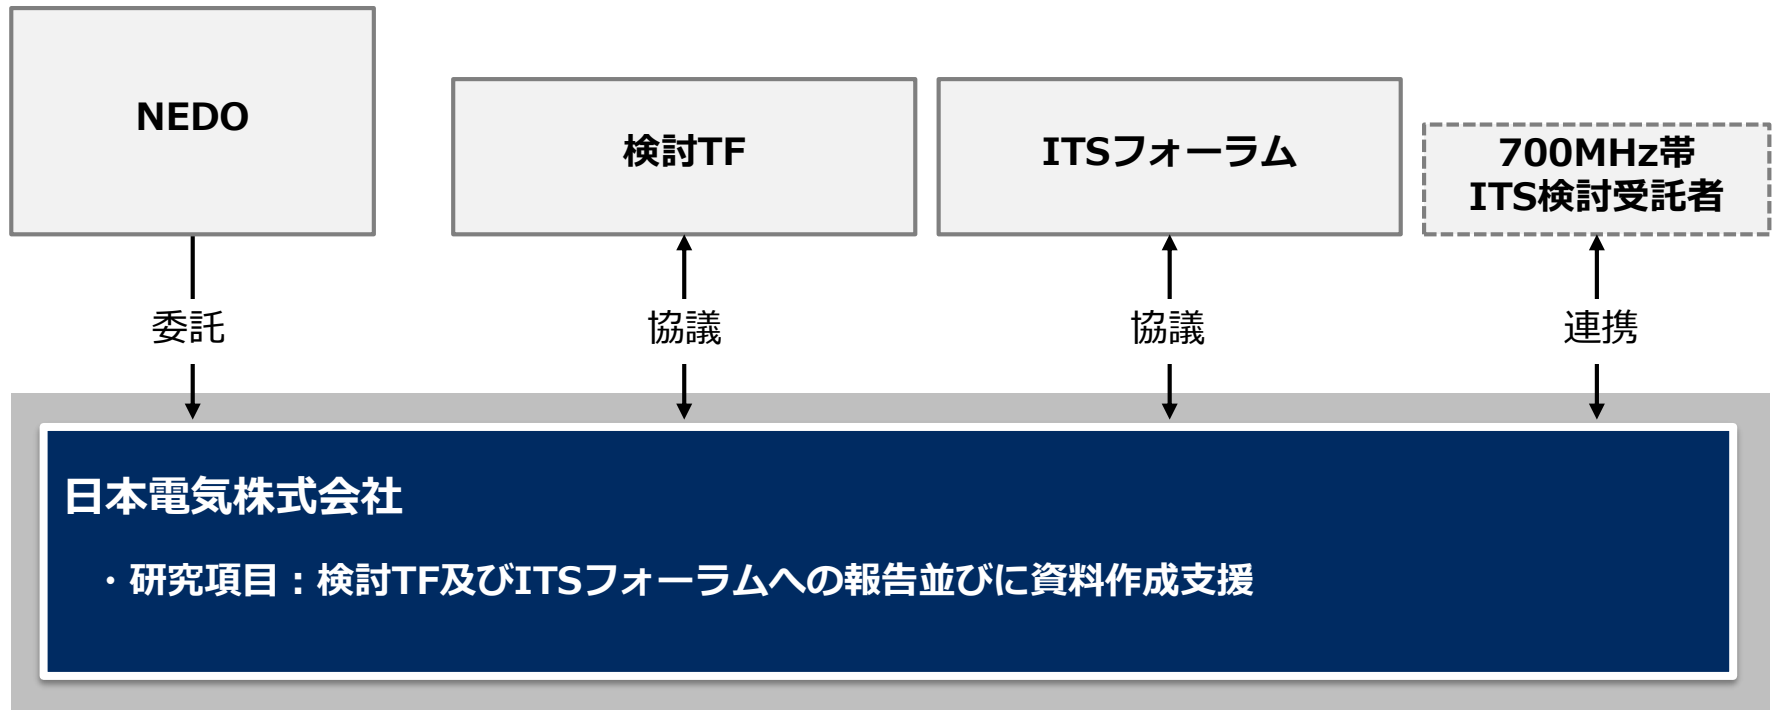 NEDO
検討TF
ITSフォーラム
700MHz帯
ITS検討受託者
委託
協議
協議
連携
日本電気株式会社
・研究項目：検討TF及びITSフォーラムへの報告並びに資料作成支援